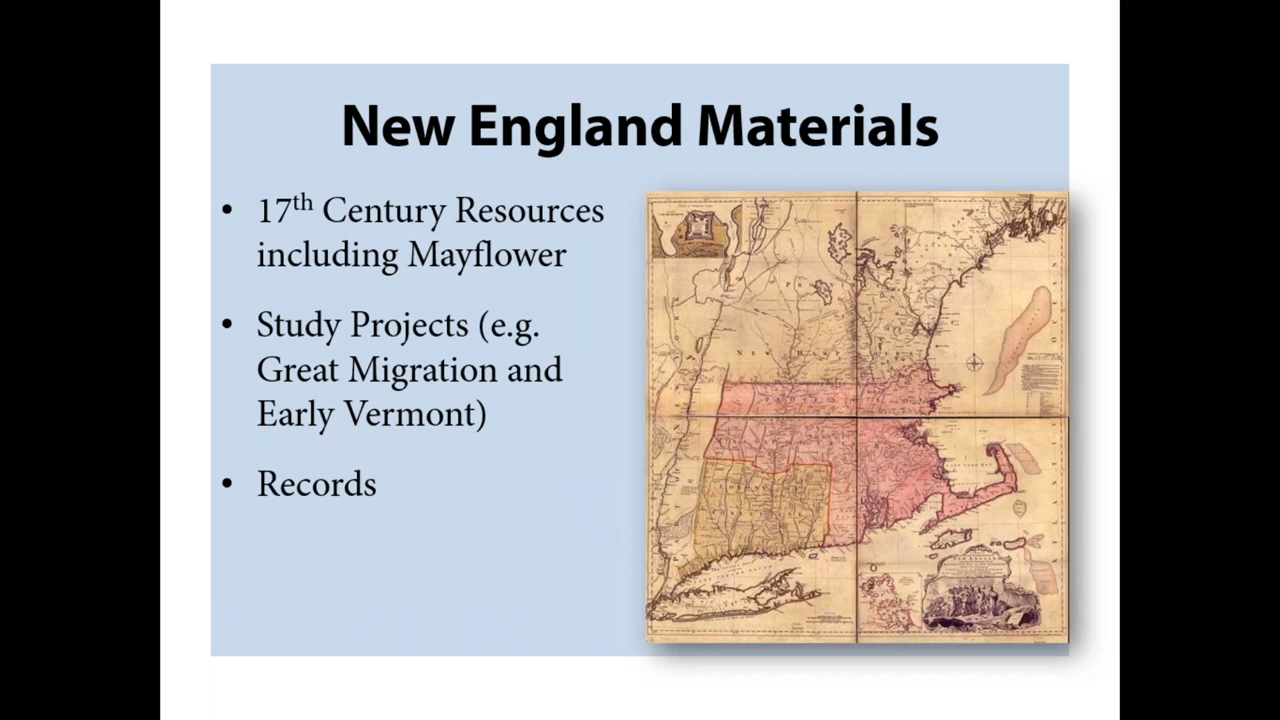 New England Materials
• 17th Century Resources
including Mayflower
• Study Projects (e.g.
Great Migration and
Early Vermont)
• Records